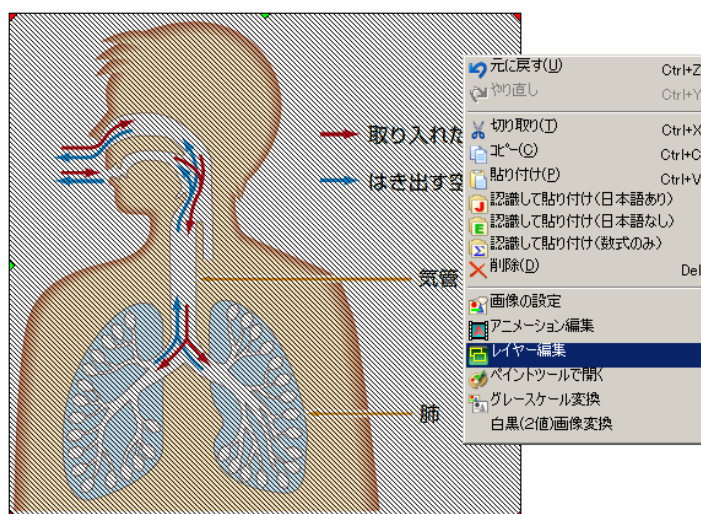 取り入れた
はき出す空
気管
肺
元に戻す(U) Ctrl+Z
やり直し Ctrl+Y
切り取り(T) Ctrl+X
コピー(C) Ctrl+C
貼り付け(P) Ctrl+V
認識して貼り付け(日本語あり)
認識して貼り付け(日本語なし)
認識して貼り付け(数式のみ)
削除(D) Del
画像の設定
アニメーション編集
レイヤー編集
ペイントツールで開く
グレースケール変換
白黒(2値)画像変換